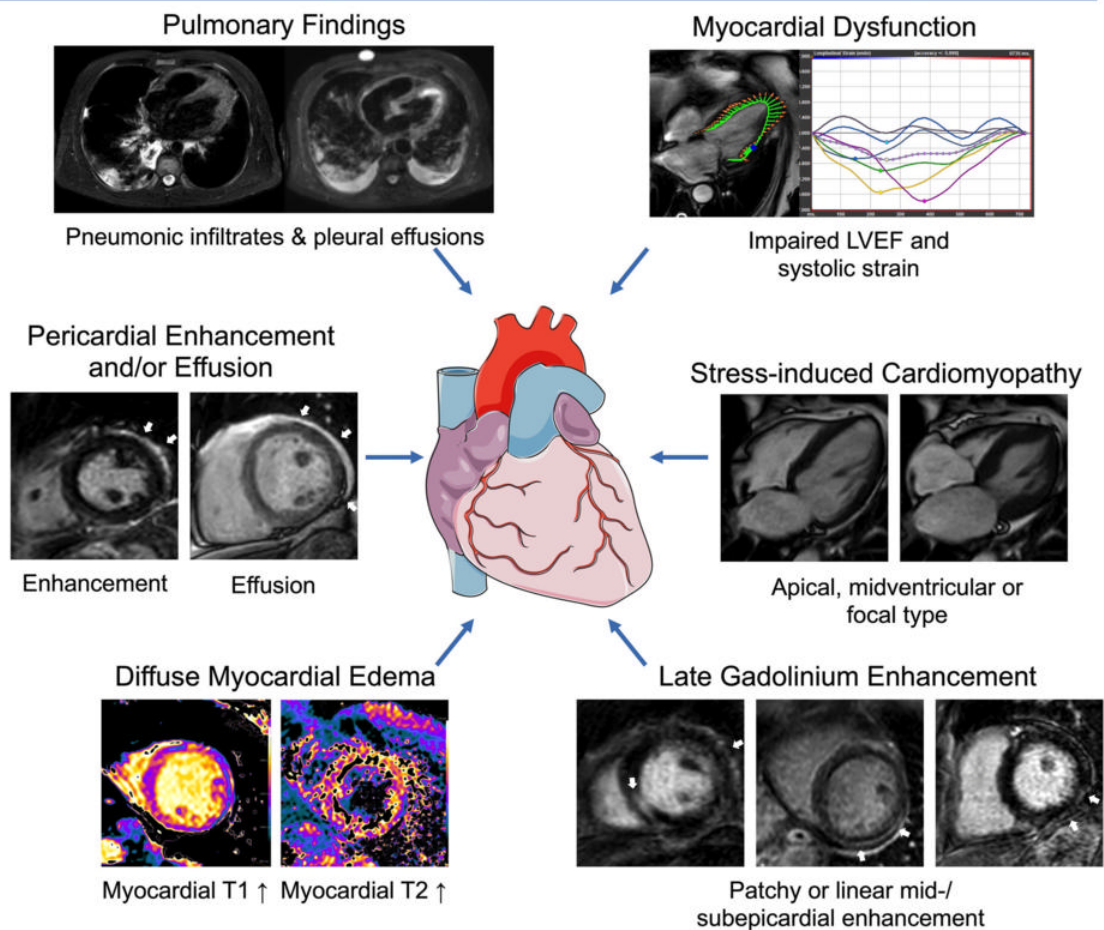 Pulmonary Findings
Pneumonic infiltrates & pleural effusions
Myocardial Dysfunction
Impaired LVEF and
systolic strain
Pericardial Enhancement
and/or Effusion
Enhancement
Effusion
Stress-induced Cardiomyopathy
Apical, midventricular or
focal type
Diffuse Myocardial Edema
Myocardial T1 ↑
Myocardial T2 ↑
Late Gadolinium Enhancement
Patchy or linear mid-/
subepicardial enhancement